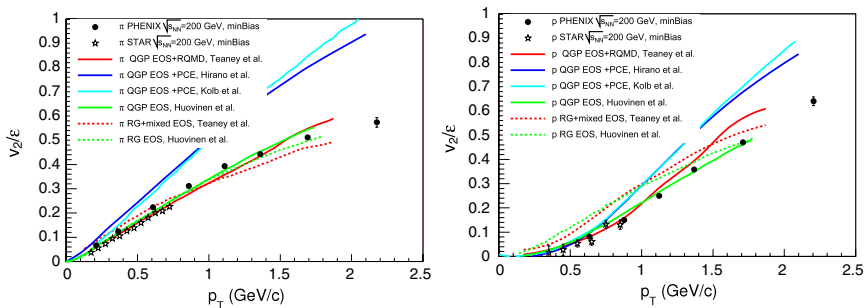 1
0.9
0.8
0.7
0.6
0.5
0.4
0.3
0.2
0.1
0
v₂/ε
π PHENIX √s_NN=200 GeV, minBias
π STAR √s_NN=200 GeV, minBias
π QGP EOS+RQMD, Teaney et al.
π QGP EOS +PCE, Hirano et al.
π QGP EOS +PCE, Kolb et al.
π QGP EOS, Huovinen et al.
π RG+mixed EOS, Teaney et al.
π RG EOS, Huovinen et al.
0 0.5 1 1.5 2 2.5
p_T (GeV/c)
1
0.9
0.8
0.7
0.6
0.5
0.4
0.3
0.2
0.1
0
v₂/ε
p PHENIX √s_NN=200 GeV, minBias
p STAR √s_NN=200 GeV, minBias
p QGP EOS+RQMD, Teaney et al.
p QGP EOS +PCE, Hirano et al.
p QGP EOS +PCE, Kolb et al.
p QGP EOS, Huovinen et al.
p RG+mixed EOS, Teaney et al.
p RG EOS, Huovinen et al.
0 0.5 1 1.5 2 2.5
p_T (GeV/c)